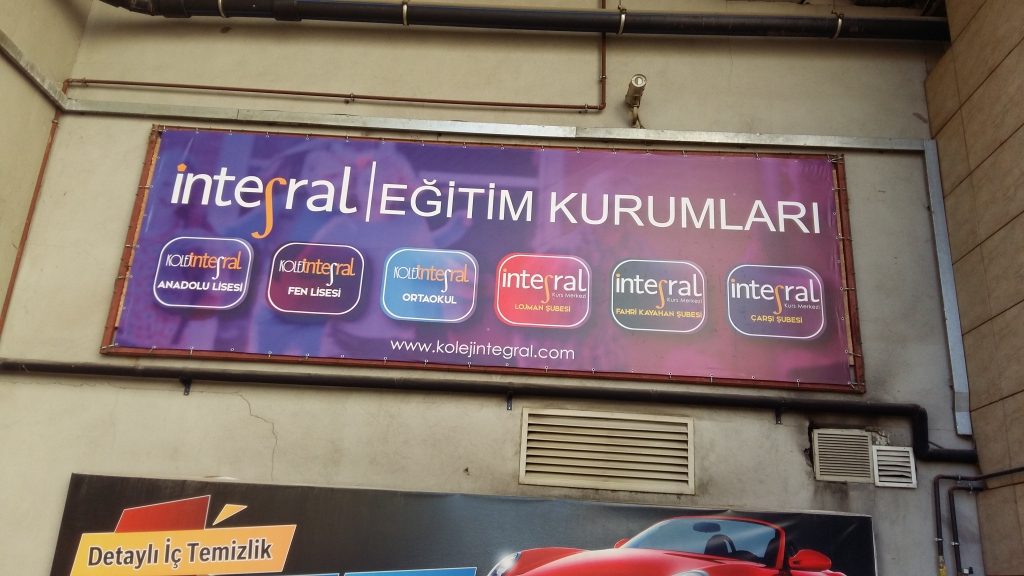 integral | EĞİTİM KURUMLARI
KOLEJ integral
ANADOLU LİSESİ
KOLEJ integral
FEN LİSESİ
KOLEJ integral
ORTAOKUL
integral
Kurs Merkezi
LOJMAN ŞUBESİ
integral
Kurs Merkezi
FAHRİ KAYAHAN ŞUBESİ
integral
Kurs Merkezi
ÇARŞI ŞUBESİ
www.kolejintegral.com
Detaylı İç Temizlik